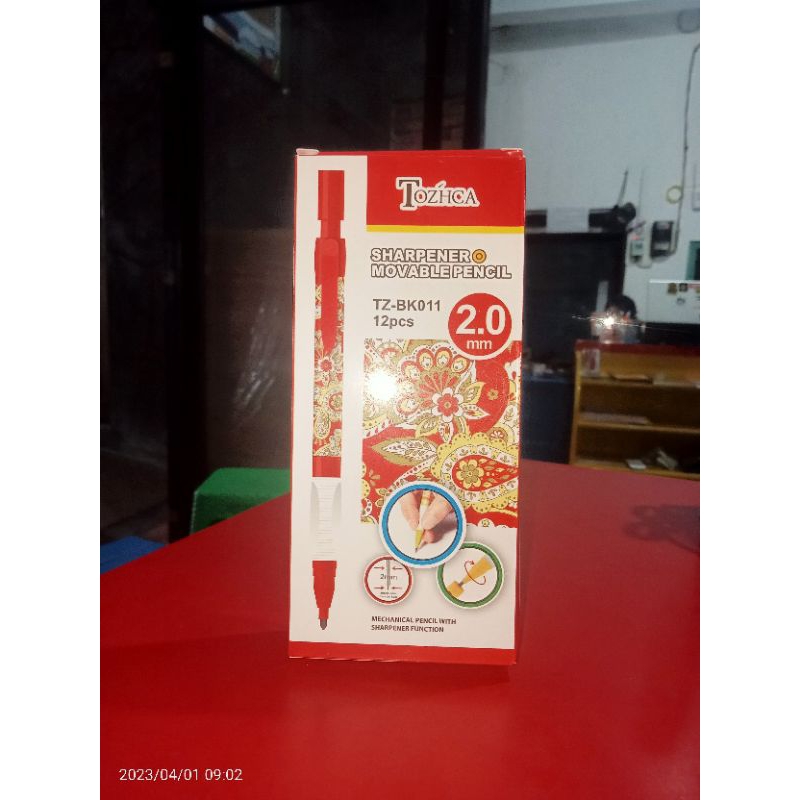 TOZHCA
SHARPENER
MOVABLE PENCIL
TZ-BK011
12pcs
2.0
mm
MECHANICAL PENCIL WITH
SHARPENER FUNCTION
2023/04/01 09:02